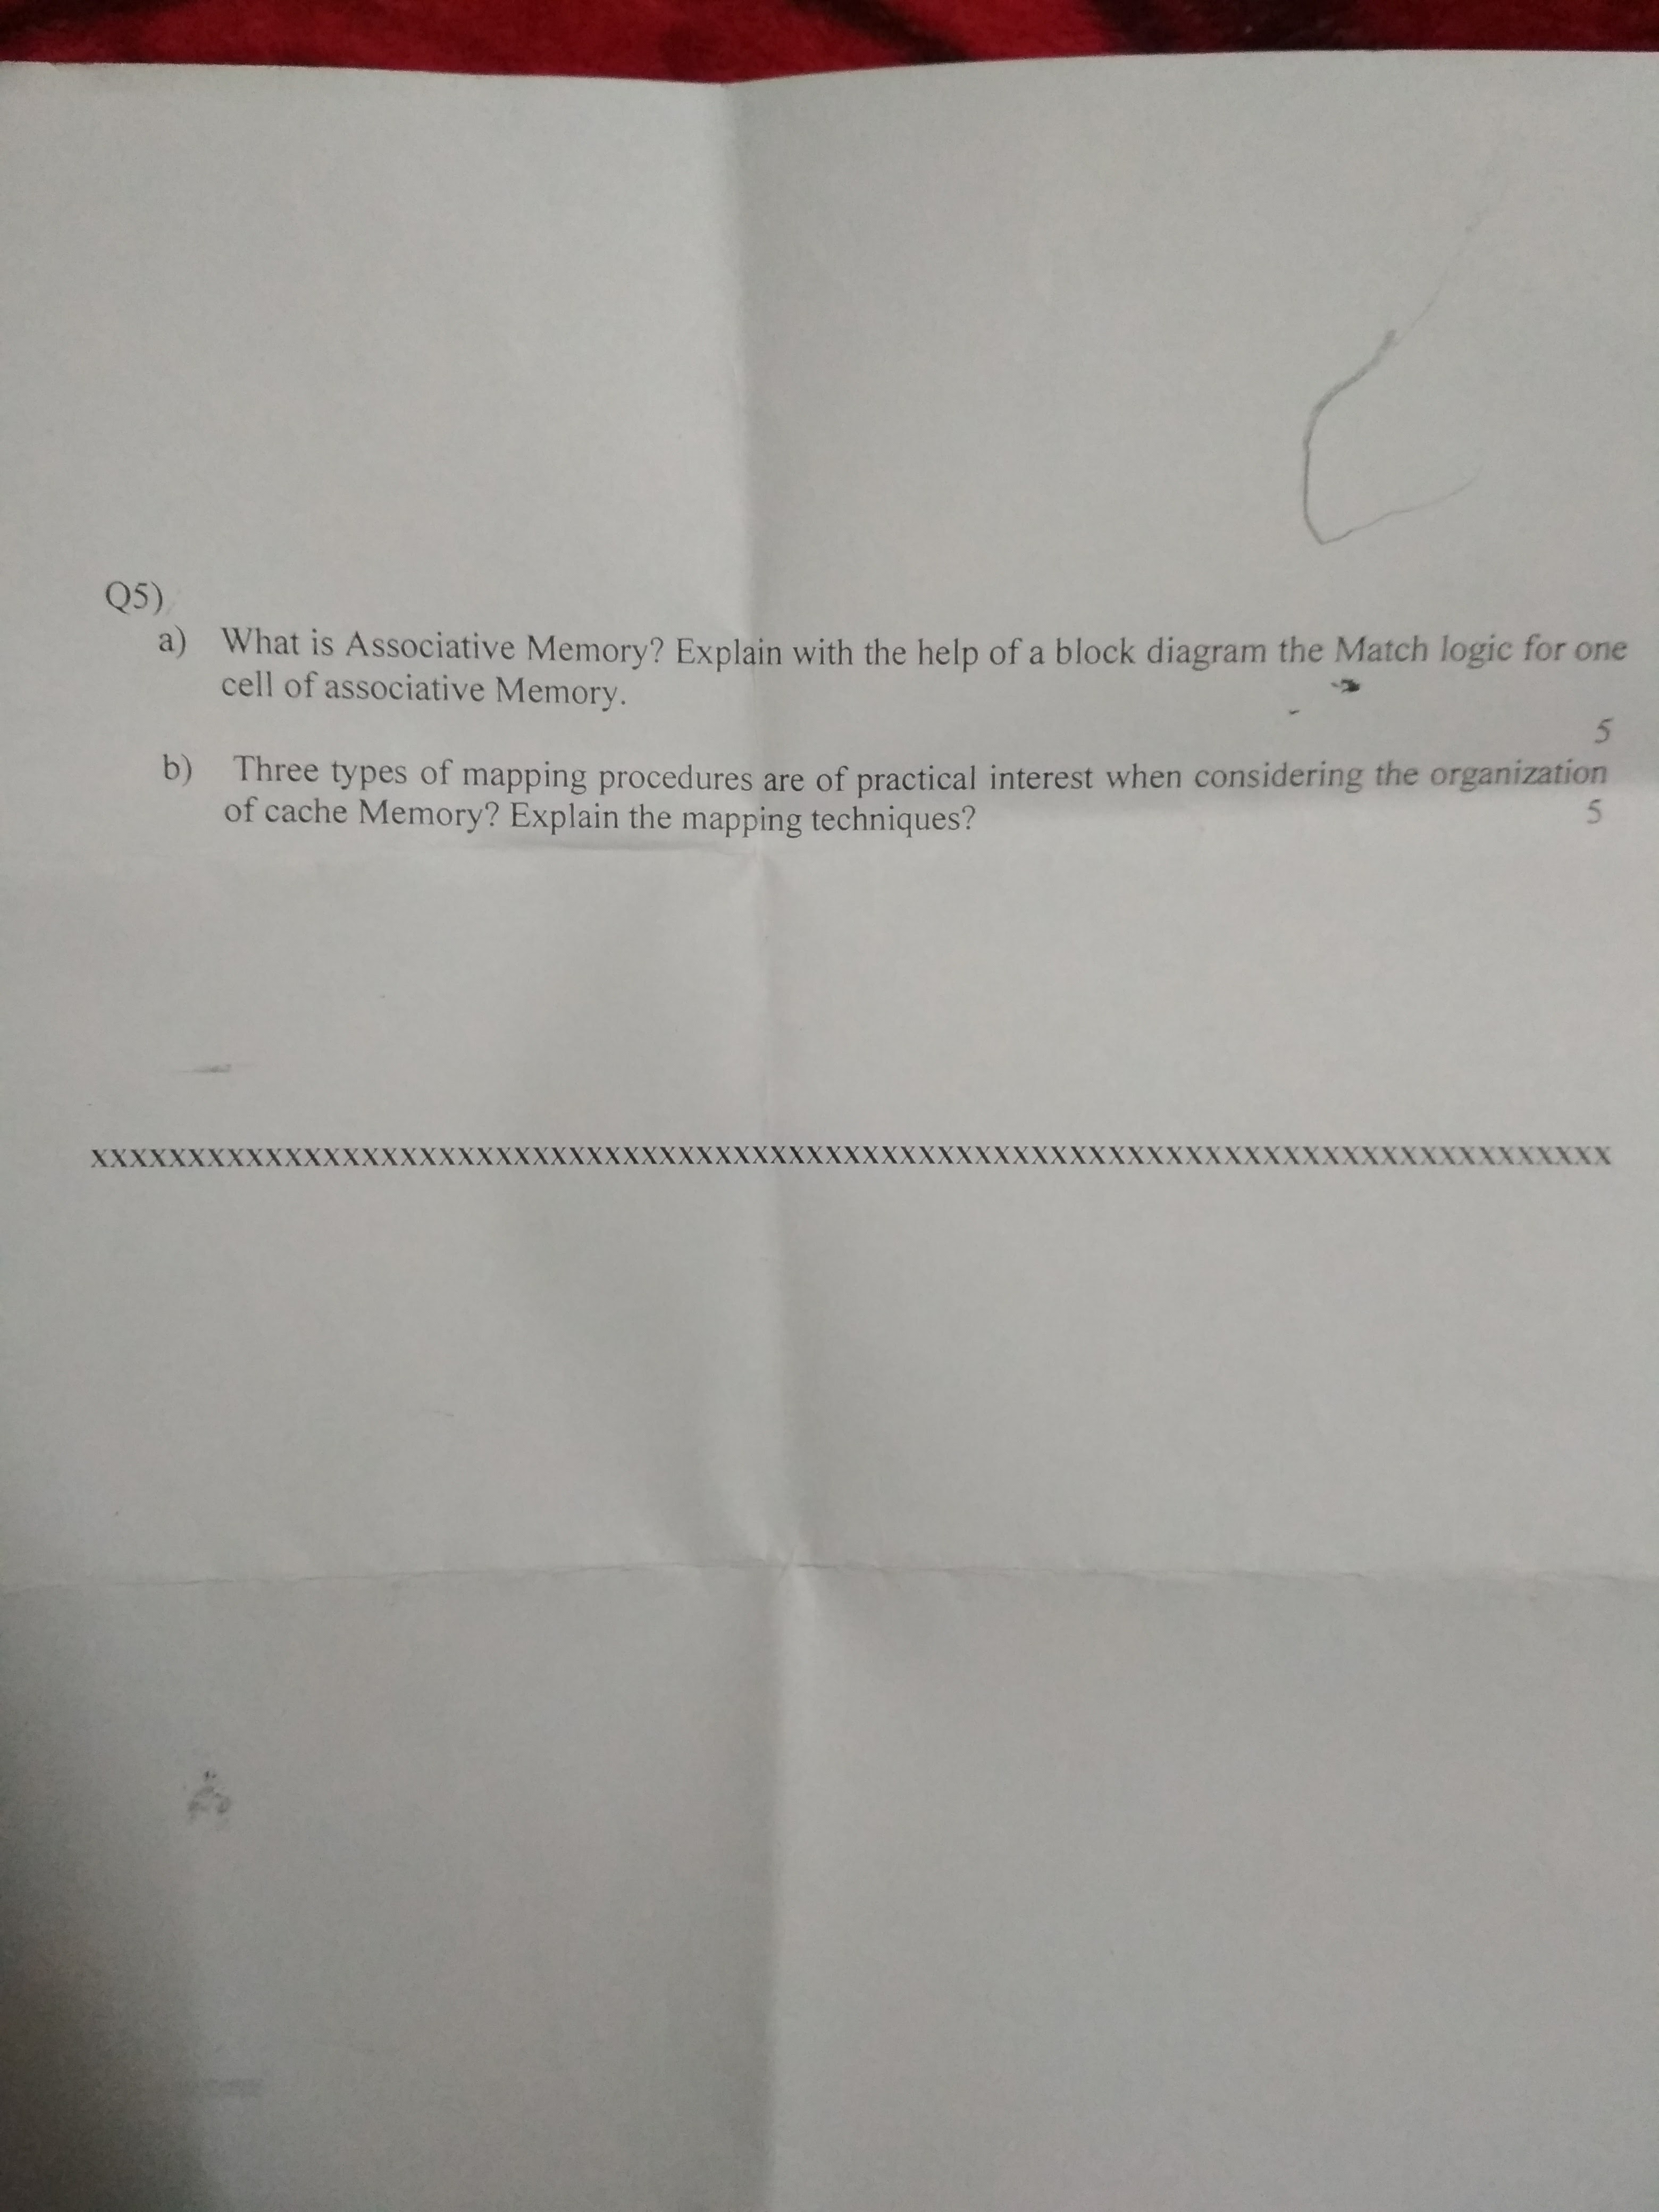 Q5)
a) What is Associative Memory? Explain with the help of a block diagram the Match logic for one
cell of associative Memory.
5
b) Three types of mapping procedures are of practical interest when considering the organization
of cache Memory? Explain the mapping techniques? 5
XXXXXXXXXXXXXXXXXXXXXXXXXXXXXXXXXXXXXXXXXXXXXXXXXXXXXXXXXXXXXXXXXXXXXXXXXXXXXXX